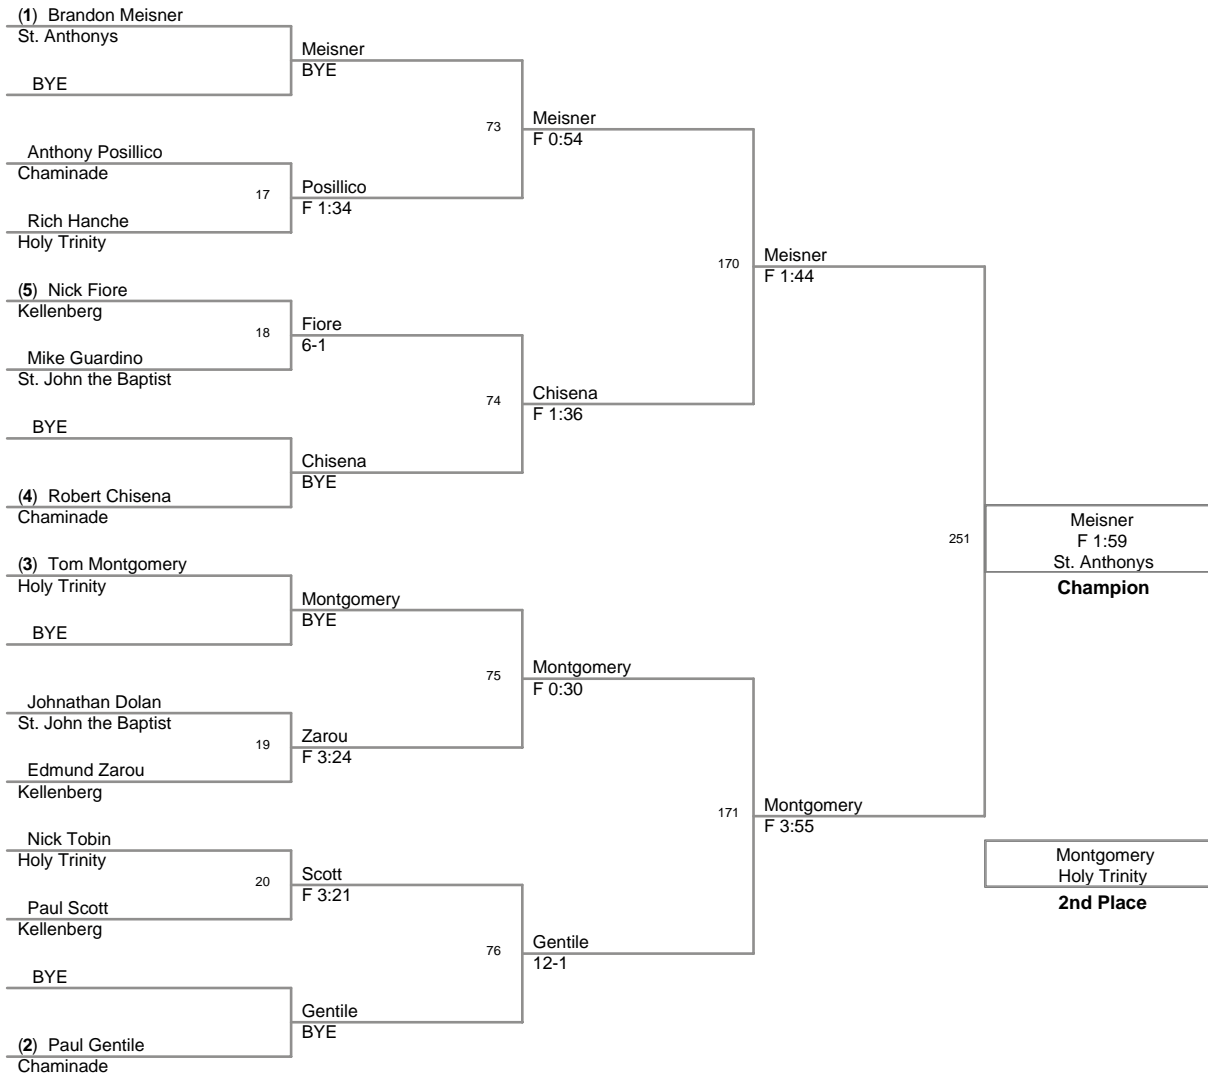 (1) Brandon Meisner
St. Anthonys
BYE
Anthony Posillico
Chaminade
Rich Hanche
Holy Trinity
(5) Nick Fiore
Kellenberg
Mike Guardino
St. John the Baptist
BYE
(4) Robert Chisena
Chaminade
(3) Tom Montgomery
Holy Trinity
BYE
Johnathan Dolan
St. John the Baptist
Edmund Zarou
Kellenberg
Nick Tobin
Holy Trinity
Paul Scott
Kellenberg
BYE
(2) Paul Gentile
Chaminade
Meisner
BYE
17
Posillico
F 1:34
18
Fiore
6-1
Chisena
BYE
Montgomery
BYE
19
Zarou
F 3:24
20
Scott
F 3:21
Gentile
BYE
73
Meisner
F 0:54
74
Chisena
F 1:36
75
Montgomery
F 0:30
76
Gentile
12-1
170
Meisner
F 1:44
171
Montgomery
F 3:55
251
Meisner
F 1:59
St. Anthonys
Champion
Montgomery
Holy Trinity
2nd Place